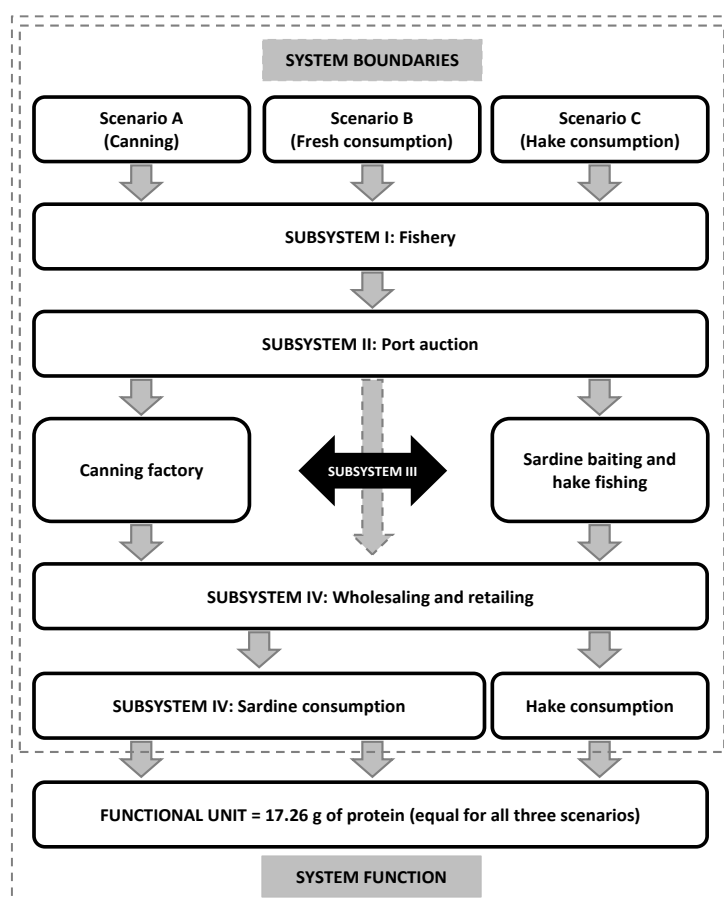 SYSTEM BOUNDARIES
Scenario A
(Canning)
Scenario B
(Fresh consumption)
Scenario C
(Hake consumption)
SUBSYSTEM I: Fishery
SUBSYSTEM II: Port auction
Canning factory
SUBSYSTEM III
Sardine baiting and
hake fishing
SUBSYSTEM IV: Wholesaling and retailing
SUBSYSTEM IV: Sardine consumption
Hake consumption
FUNCTIONAL UNIT = 17.26 g of protein (equal for all three scenarios)
SYSTEM FUNCTION